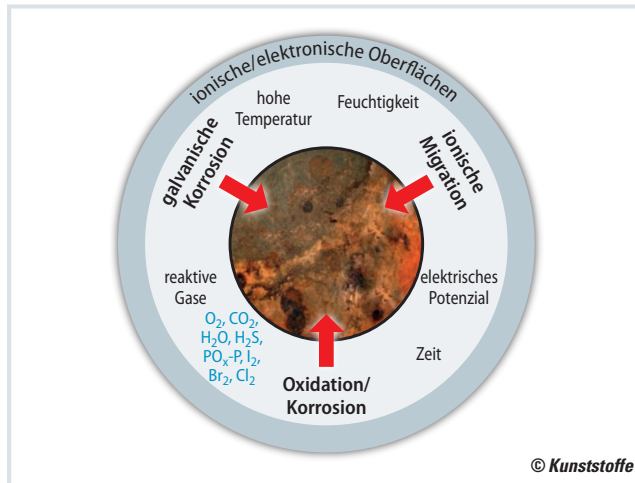 ionische/elektronische Oberflächen
hohe
Temperatur
Feuchtigkeit
galvanische
Korrosion
ionische
Migration
reaktive
Gase
O₂, CO₂,
H₂O, H₂S,
POₓ-P, I₂,
Br₂, Cl₂
elektrisches
Potenzial
Zeit
Oxidation/
Korrosion
© Kunststoffe